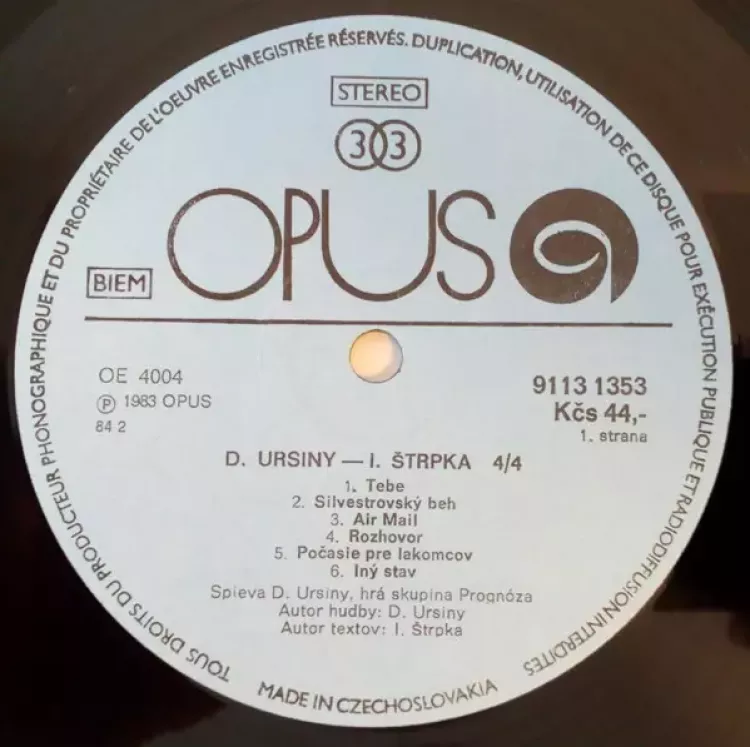 TOUS DROITS DU PRODUCTEUR PHONOGRAPHIQUE ET DU PROPRIÉTAIRE DE L'OEUVRE ENREGISTRÉE RÉSERVÉS. DUPLICATION, UTILISATION DE CE DISQUE POUR EXÉCUTION PUBLIQUE ET RADIODIFFUSION INTERDITES
STEREO
33
OPUS
BIEM
OE 4004
Ⓟ 1983 OPUS
84 2
9113 1353
Kčs 44,-
1. strana
D. URSINY — I. ŠTRPKA 4/4
1. Tebe
2. Silvestrovský beh
3. Air Mail
4. Rozhovor
5. Počasie pre lakomcov
6. Iný stav
Spieva D. Ursiny, hrá skupina Prognóza
Autor hudby: D. Ursiny
Autor textov: I. Štrpka
MADE IN CZECHOSLOVAKIA